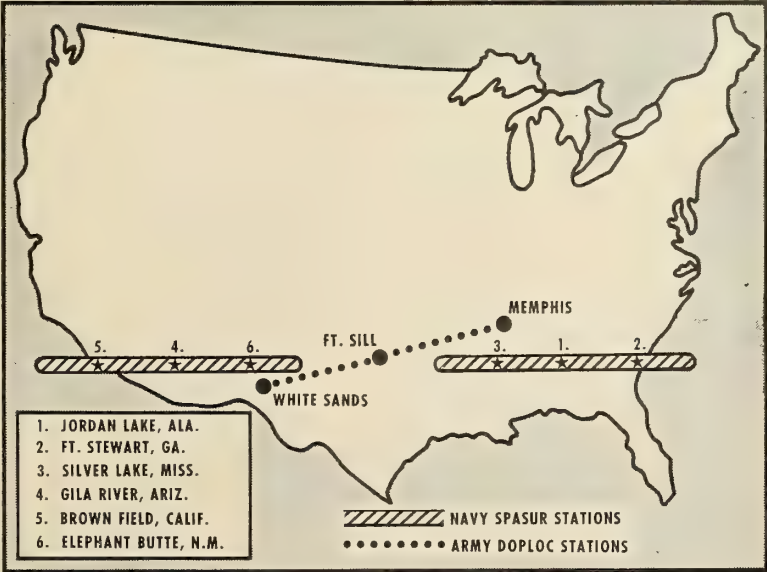 MEMPHIS
FT. SILL
5. 4. 6. 3. 1. 2.
WHITE SANDS
1. JORDAN LAKE, ALA.
2. FT. STEWART, GA.
3. SILVER LAKE, MISS.
4. GILA RIVER, ARIZ.
5. BROWN FIELD, CALIF.
6. ELEPHANT BUTTE, N.M.
NAVY SPASUR STATIONS
ARMY DOPLOC STATIONS